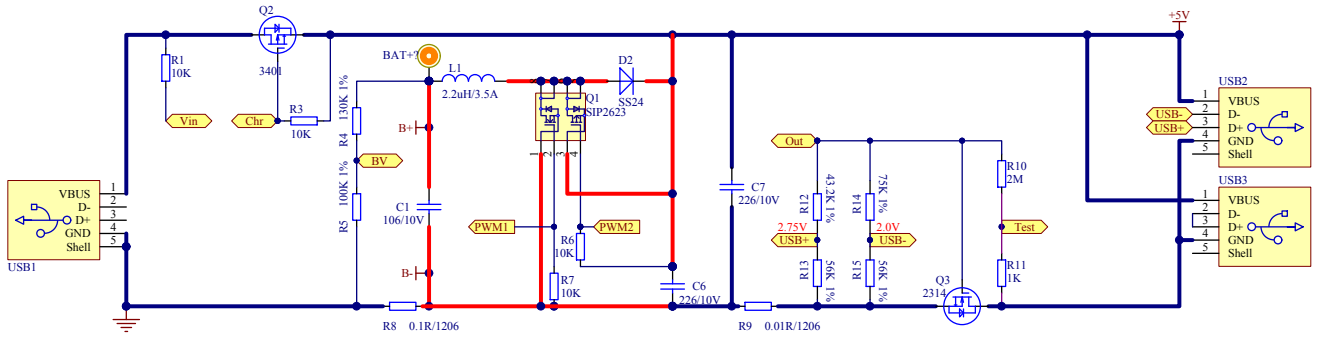 Q2
3401
R1
10K
Vin
Chr
R3
10K
BAT+?
L1
2.2uH/3.5A
D2
SS24
Q1
SIP2623
1
2
3
4
R4
130K 1%
BV
R5
100K 1%
B+
B-
C1
106/10V
PWM1
PWM2
R6
10K
R7
10K
C6
226/10V
C7
226/10V
R8
0.1R/1206
R9
0.01R/1206
Out
R12
43.2K 1%
R14
75K 1%
2.75V
USB+
2.0V
USB-
R13
56K 1%
R15
56K 1%
R10
2M
Test
R11
1K
Q3
2314
+5V
VBUS 1
D- 2
D+ 3
GND 4
Shell 5
USB1
USB2
USB-
USB+
1 VBUS
2 D-
3 D+
4 GND
5 Shell
USB3
1 VBUS
2 D-
3 D+
4 GND
5 Shell